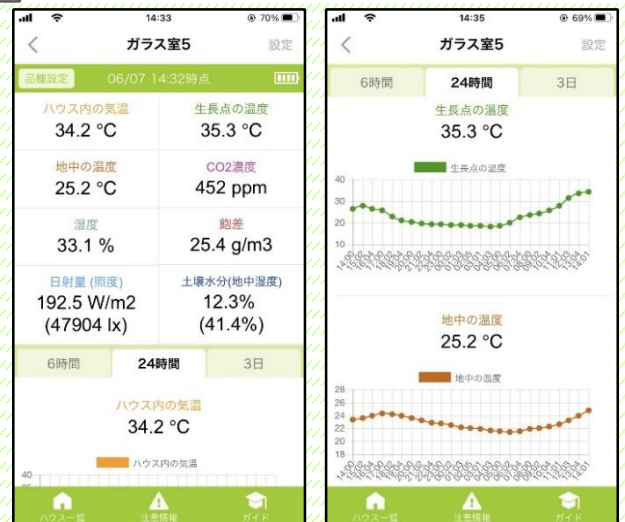 14:33
70%
ガラス室5
設定
品種設定
06/07 14:32時点
ハウス内の気温
34.2 °C
生長点の温度
35.3 °C
地中の温度
25.2 °C
CO2濃度
452 ppm
湿度
33.1 %
飽差
25.4 g/m3
日射量 (照度)
192.5 W/m2
(47904 lx)
土壌水分(地中湿度)
12.3%
(41.4%)
6時間
24時間
3日
ハウス内の気温
34.2 °C
ハウス内の気温
40
ハウス一覧
注意情報
ガイド
14:35
69%
ガラス室5
設定
6時間
24時間
3日
生長点の温度
35.3 °C
生長点の温度
40
30
20
10
地中の温度
25.2 °C
地中の温度
28
26
24
22
20
18
ハウス一覧
注意情報
ガイド